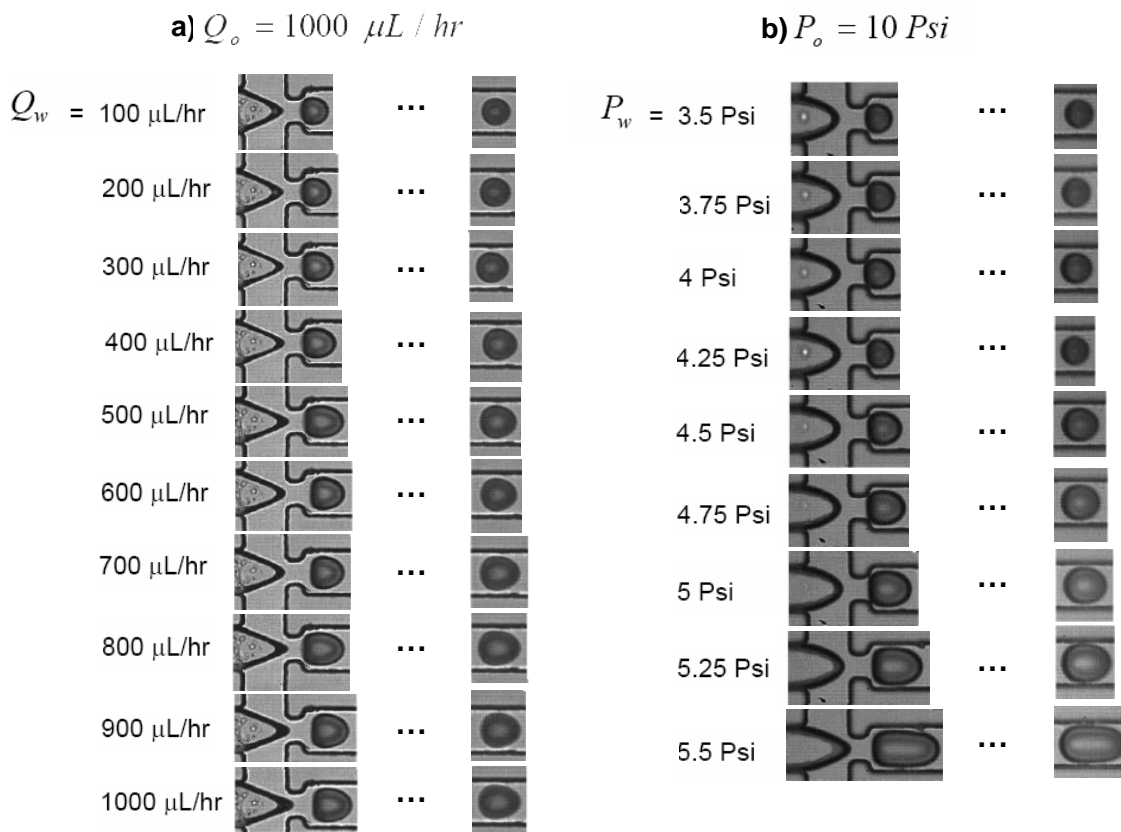 a) Q_o = 1000 μL / hr
Q_w = 100 μL/hr ...
200 μL/hr ...
300 μL/hr ...
400 μL/hr ...
500 μL/hr ...
600 μL/hr ...
700 μL/hr ...
800 μL/hr ...
900 μL/hr ...
1000 μL/hr ...
b) P_o = 10 Psi
P_w = 3.5 Psi ...
3.75 Psi ...
4 Psi ...
4.25 Psi ...
4.5 Psi ...
4.75 Psi ...
5 Psi ...
5.25 Psi ...
5.5 Psi ...